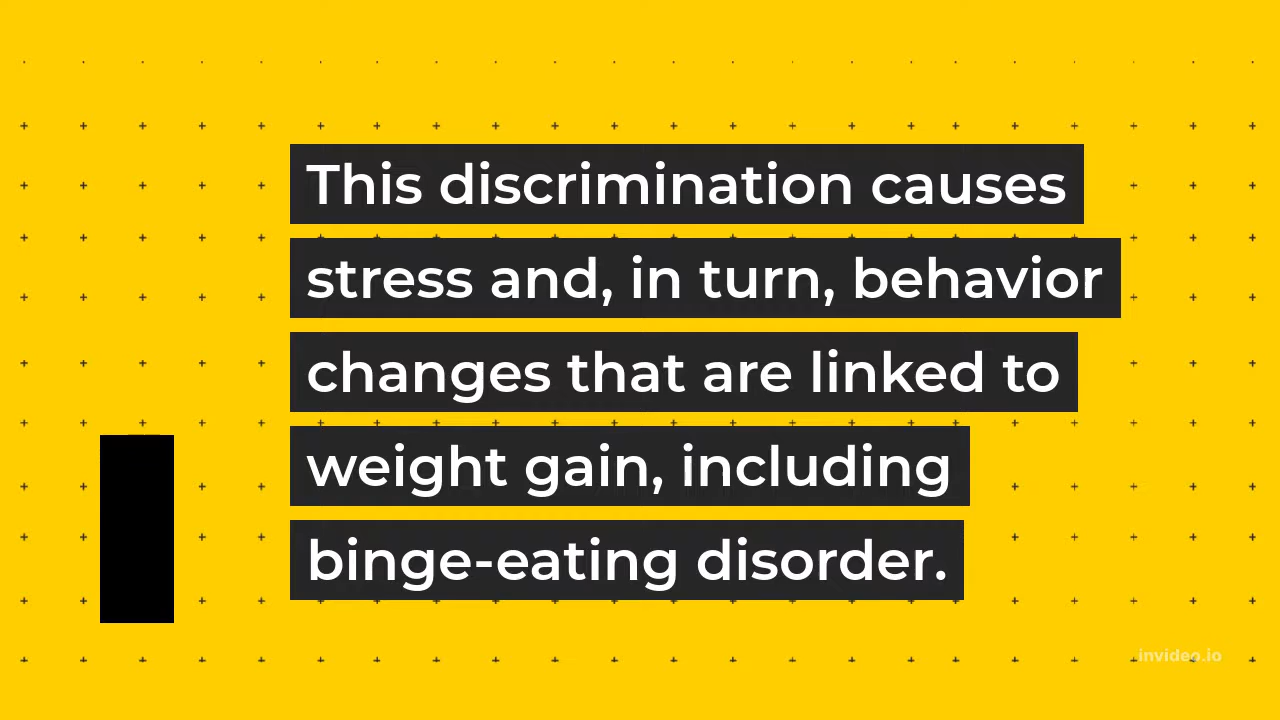 This discrimination causes
stress and, in turn, behavior
changes that are linked to
weight gain, including
binge-eating disorder.
invideo.io